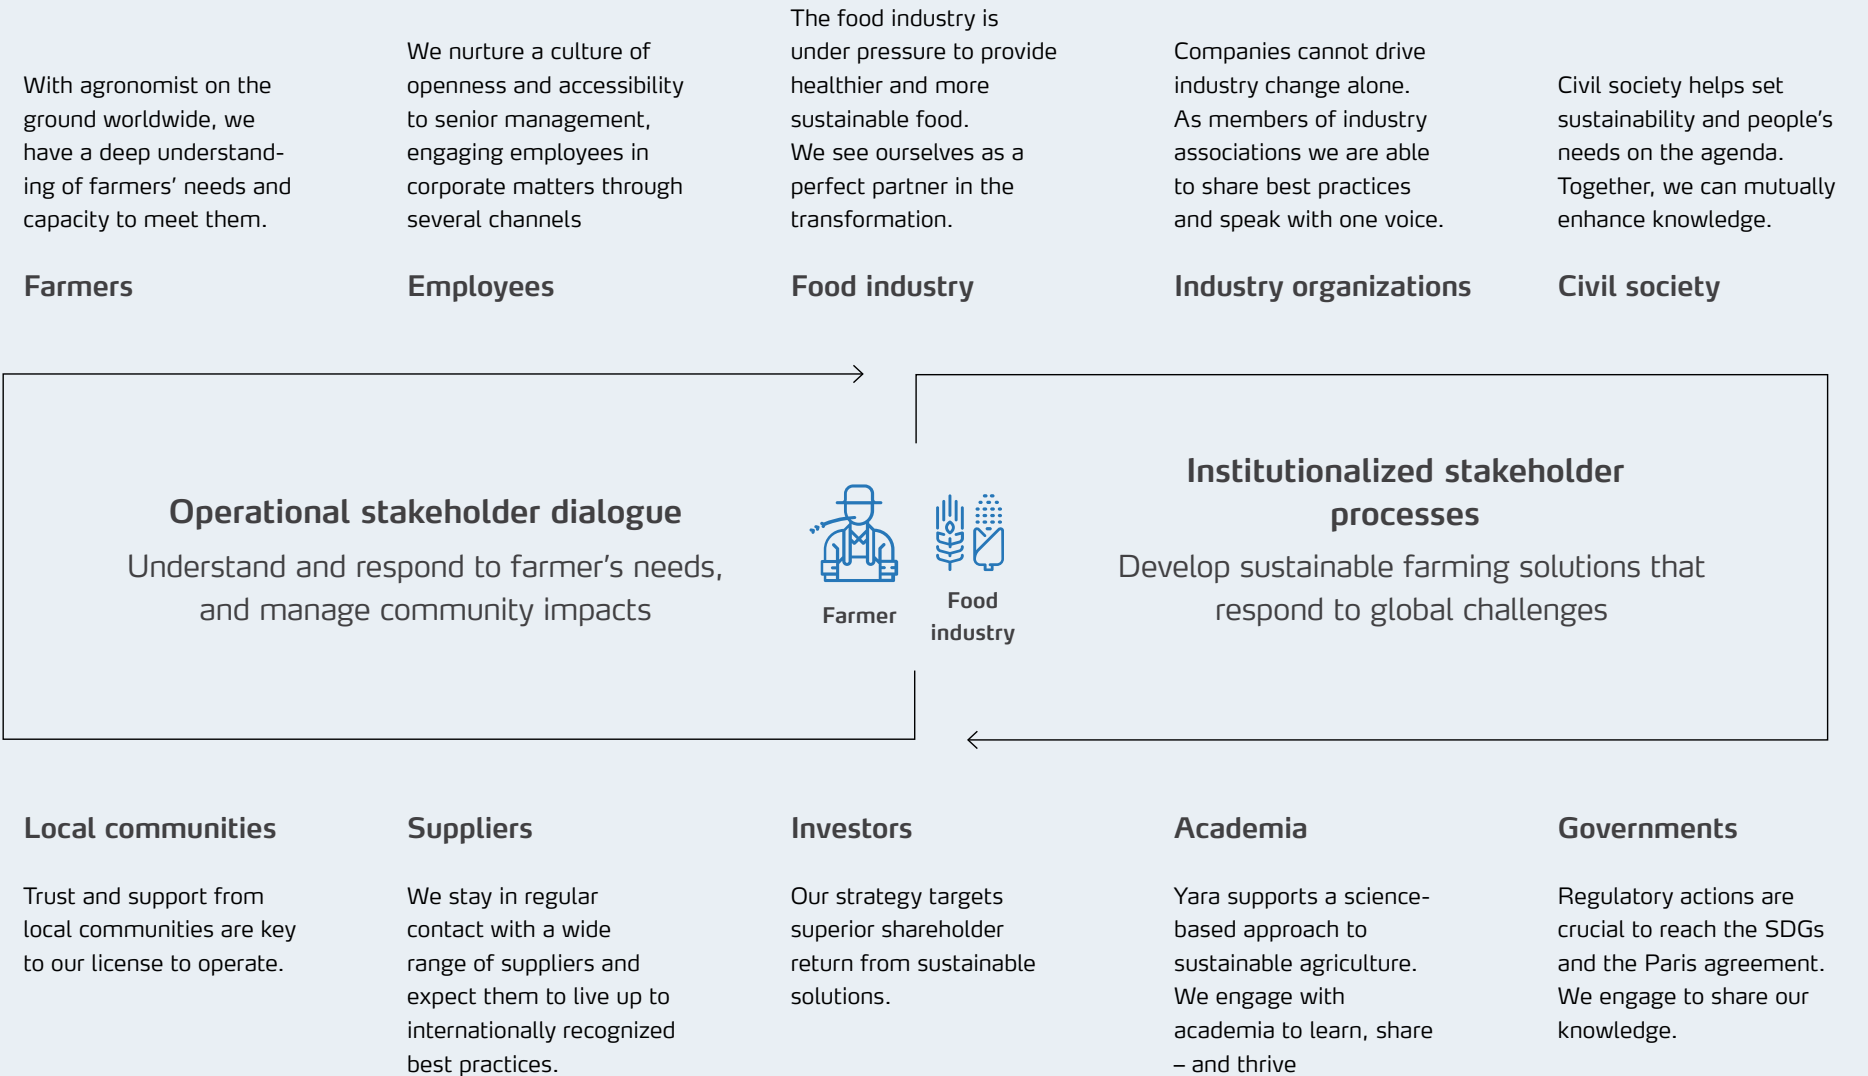 With agronomist on the
ground worldwide, we
have a deep understand-
ing of farmers' needs and
capacity to meet them.
Farmers
We nurture a culture of
openness and accessibility
to senior management,
engaging employees in
corporate matters through
several channels
Employees
The food industry is
under pressure to provide
healthier and more
sustainable food.
We see ourselves as a
perfect partner in the
transformation.
Food industry
Companies cannot drive
industry change alone.
As members of industry
associations we are able
to share best practices
and speak with one voice.
Industry organizations
Civil society helps set
sustainability and people's
needs on the agenda.
Together, we can mutually
enhance knowledge.
Civil society
Operational stakeholder dialogue
Understand and respond to farmer's needs,
and manage community impacts
Farmer
Food
industry
Institutionalized stakeholder
processes
Develop sustainable farming solutions that
respond to global challenges
Local communities
Trust and support from
local communities are key
to our license to operate.
Suppliers
We stay in regular
contact with a wide
range of suppliers and
expect them to live up to
internationally recognized
best practices.
Investors
Our strategy targets
superior shareholder
return from sustainable
solutions.
Academia
Yara supports a science-
based approach to
sustainable agriculture.
We engage with
academia to learn, share
– and thrive
Governments
Regulatory actions are
crucial to reach the SDGs
and the Paris agreement.
We engage to share our
knowledge.